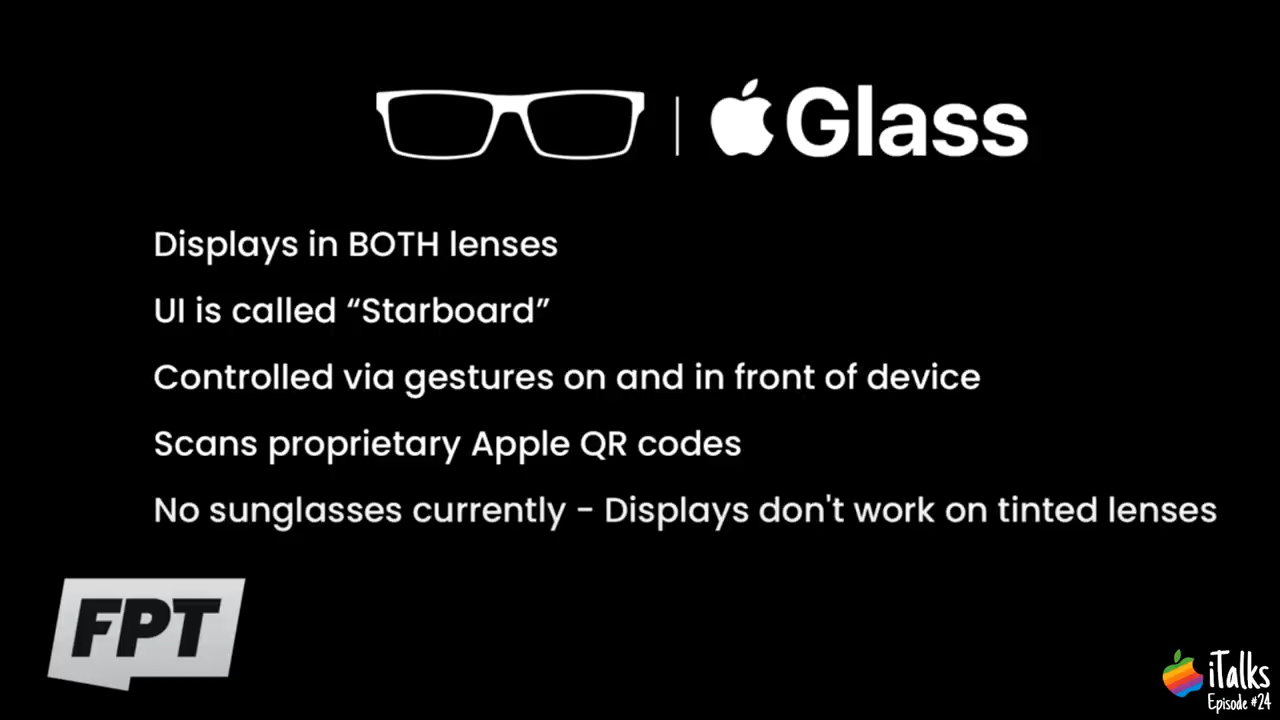 Glass
Displays in BOTH lenses
UI is called “Starboard”
Controlled via gestures on and in front of device
Scans proprietary Apple QR codes
No sunglasses currently - Displays don't work on tinted lenses
FPT
iTalks
Episode #24